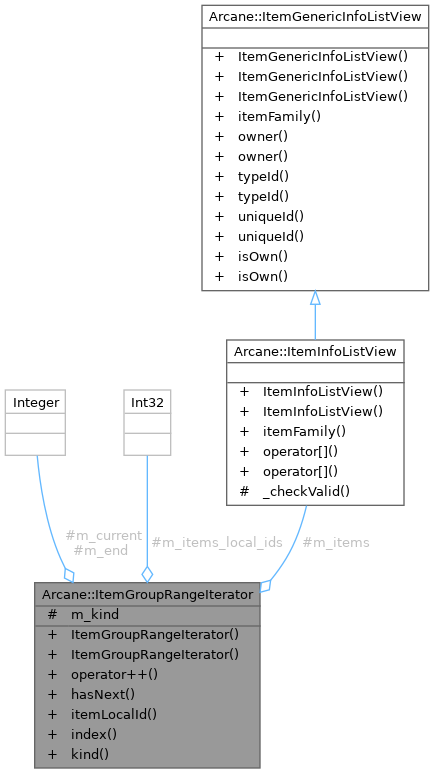 Arcane::ItemGenericInfoListView
+ ItemGenericInfoListView()
+ ItemGenericInfoListView()
+ ItemGenericInfoListView()
+ itemFamily()
+ owner()
+ owner()
+ typeId()
+ typeId()
+ uniqueId()
+ uniqueId()
+ isOwn()
+ isOwn()
Arcane::ItemInfoListView
+ ItemInfoListView()
+ ItemInfoListView()
+ itemFamily()
+ operator[]()
+ operator[]()
# _checkValid()
Integer
Int32
#m_current
#m_end
#m_items_local_ids
#m_items
Arcane::ItemGroupRangeIterator
# m_kind
+ ItemGroupRangeIterator()
+ ItemGroupRangeIterator()
+ operator++()
+ hasNext()
+ itemLocalId()
+ index()
+ kind()